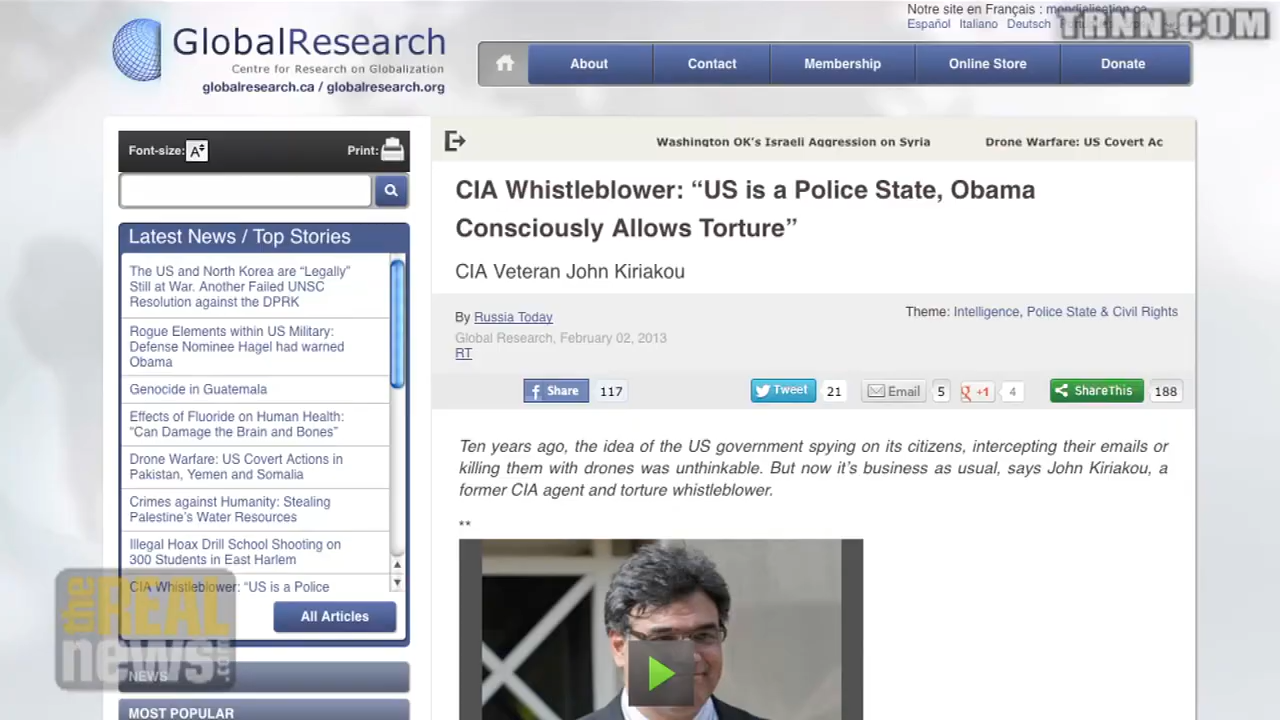 Notre site en Français : mondialisation.ca
Español Italiano Deutsch
TRNN.COM
GlobalResearch
Centre for Research on Globalization
globalresearch.ca / globalresearch.org
About
Contact
Membership
Online Store
Donate
Font-size:
Print:
Latest News / Top Stories
The US and North Korea are “Legally”
Still at War. Another Failed UNSC
Resolution against the DPRK
Rogue Elements within US Military:
Defense Nominee Hagel had warned
Obama
Genocide in Guatemala
Effects of Fluoride on Human Health:
“Can Damage the Brain and Bones”
Drone Warfare: US Covert Actions in
Pakistan, Yemen and Somalia
Crimes against Humanity: Stealing
Palestine’s Water Resources
Illegal Hoax Drill School Shooting on
300 Students in East Harlem
CIA Whistleblower: “US is a Police
All Articles
NEWS
MOST POPULAR
the REAL news.com
Washington OK's Israeli Aggression on Syria
Drone Warfare: US Covert Ac
CIA Whistleblower: “US is a Police State, Obama
Consciously Allows Torture”
CIA Veteran John Kiriakou
By Russia Today
Global Research, February 02, 2013
RT
Theme: Intelligence, Police State & Civil Rights
Share 117
Tweet 21
Email 5
+1 4
ShareThis 188
Ten years ago, the idea of the US government spying on its citizens, intercepting their emails or
killing them with drones was unthinkable. But now it’s business as usual, says John Kiriakou, a
former CIA agent and torture whistleblower.
**